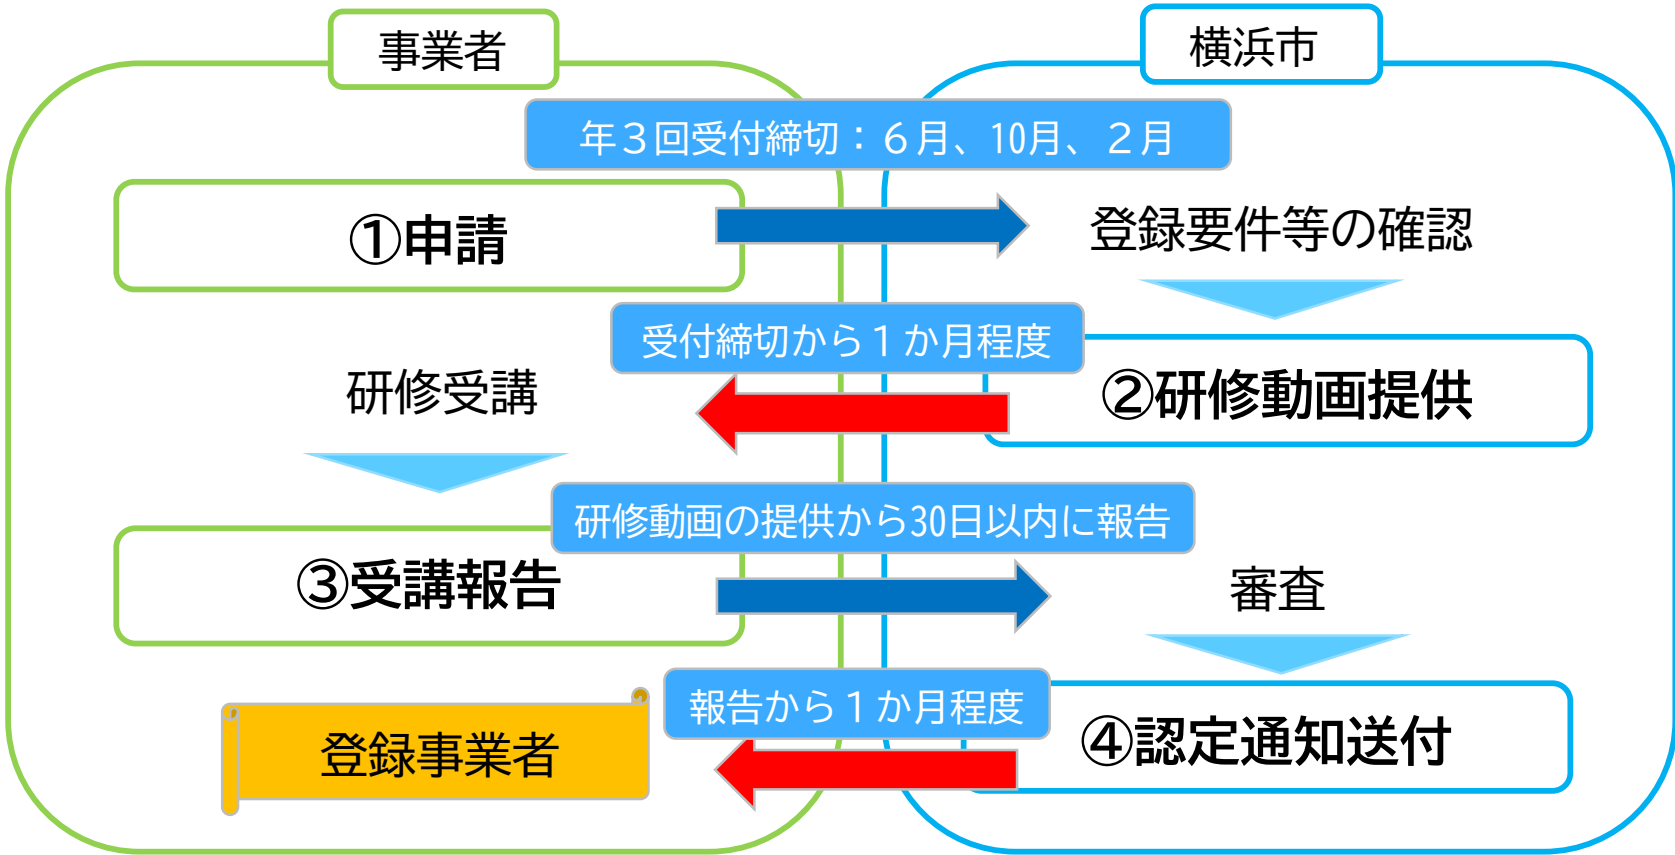 事業者
横浜市
年３回受付締切：６月、10月、２月
①申請
登録要件等の確認
受付締切から１か月程度
研修受講
②研修動画提供
研修動画の提供から30日以内に報告
③受講報告
審査
報告から１か月程度
登録事業者
④認定通知送付